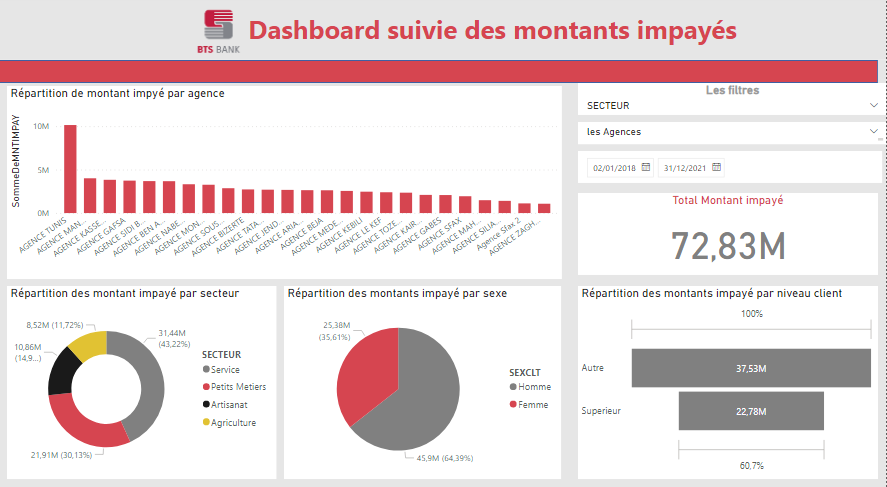 BTS BANK
Dashboard suivie des montants impayés
Répartition de montant impyé par agence
SommeDeMNTIMPAY
10M
5M
0M
AGENCE TUNIS
AGENCE MAN...
AGENCE KASSE...
AGENCE GAFSA
AGENCE SIDI B...
AGENCE BEN A...
AGENCE NABE...
AGENCE MON...
AGENCE SOUS...
AGENCE BIZERTE
AGENCE TATA...
AGENCE JEND...
AGENCE ARIA...
AGENCE BEJA
AGENCE MEDE...
AGENCE KEBILI
AGENCE LE KEF
AGENCE TOZE...
AGENCE KAIR...
AGENCE GABES
AGENCE SFAX
AGENCE MAH...
AGENCE SILIA...
Agence Sfax 2
AGENCE ZAGH...
Les filtres
SECTEUR
les Agences
02/01/2018
31/12/2021
Total Montant impayé
72,83M
Répartition des montant impayé par secteur
8,52M (11,72%)
31,44M
(43,22%)
10,86M
(14,9...)
21,91M (30,13%)
SECTEUR
Service
Petits Metiers
Artisanat
Agriculture
Répartition des montants impayé par sexe
25,38M
(35,61%)
45,9M (64,39%)
SEXCLT
Homme
Femme
Répartition des montants impayé par niveau client
100%
Autre
37,53M
Superieur
22,78M
60,7%